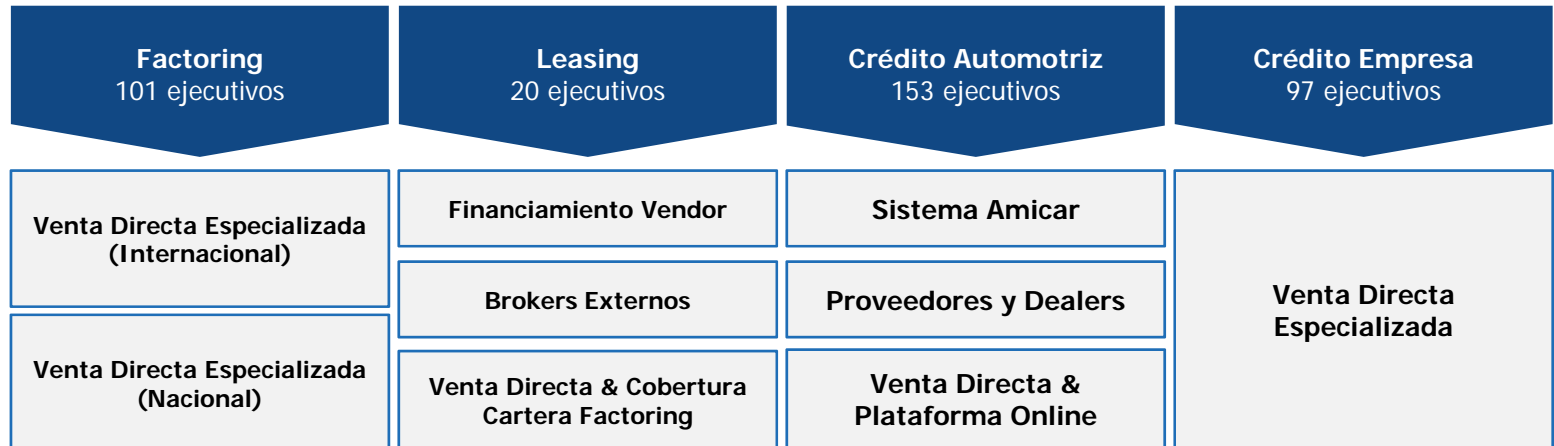 Factoring
101 ejecutivos
Leasing
20 ejecutivos
Crédito Automotriz
153 ejecutivos
Crédito Empresa
97 ejecutivos
Venta Directa Especializada
(Internacional)
Venta Directa Especializada
(Nacional)
Financiamiento Vendor
Brokers Externos
Venta Directa & Cobertura
Cartera Factoring
Sistema Amicar
Proveedores y Dealers
Venta Directa &
Plataforma Online
Venta Directa
Especializada